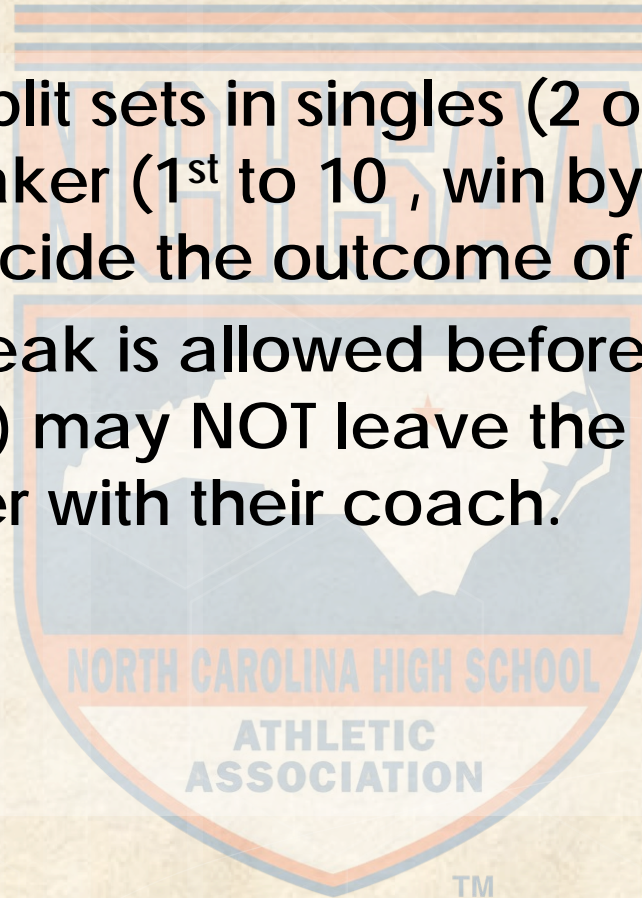 NCHSAA
plit sets in singles (2 o
aker (1st to 10 , win by
cide the outcome of
eak is allowed before
) may NOT leave the
er with their coach.
NORTH CAROLINA HIGH SCHOOL
ATHLETIC
ASSOCIATION
TM